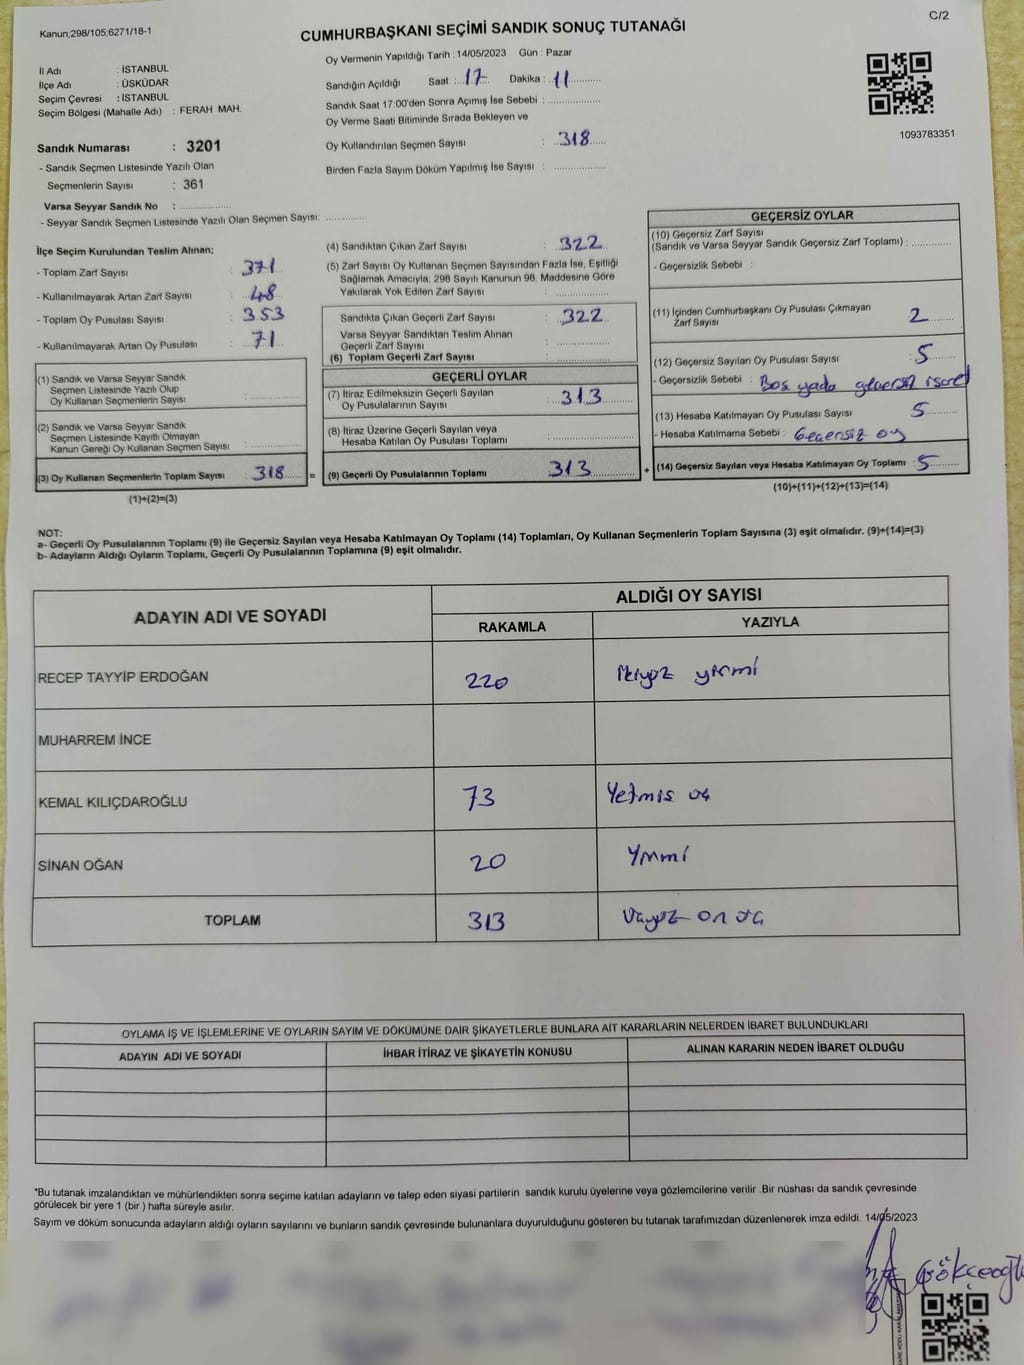 Kanun;298/105;6271/18-1
C/2
CUMHURBAŞKANI SEÇİMİ SANDIK SONUÇ TUTANAĞI
İl Adı : İSTANBUL
İlçe Adı : ÜSKÜDAR
Seçim Çevresi : İSTANBUL
Seçim Bölgesi (Mahalle Adı) : FERAH MAH.
Sandık Numarası : 3201
- Sandık Seçmen Listesinde Yazılı Olan
Seçmenlerin Sayısı : 361
Varsa Seyyar Sandık No :
- Seyyar Sandık Seçmen Listesinde Yazılı Olan Seçmen Sayısı:
Oy Vermenin Yapıldığı Tarih : 14/05/2023 Gün : Pazar
Sandığın Açıldığı Saat : 17 Dakika : 11
Sandık Saat 17:00'den Sonra Açımış İse Sebebi :
Oy Verme Saati Bitiminde Sırada Bekleyen ve
Oy Kullandırılan Seçmen Sayısı : 318
Birden Fazla Sayım Döküm Yapılmış İse Sayısı :
1093783351
İlçe Seçim Kurulundan Teslim Alınan;
- Toplam Zarf Sayısı : 371
- Kullanılmayarak Artan Zarf Sayısı : 48
- Toplam Oy Pusulası Sayısı : 353
- Kullanılmayarak Artan Oy Pusulası : 71
(1) Sandık ve Varsa Seyyar Sandık
Seçmen Listesinde Yazılı Olup
Oy Kullanan Seçmenlerin Sayısı :
(2) Sandık ve Varsa Seyyar Sandık
Seçmen Listesinde Kayıtlı Olmayan
Kanun Gereği Oy Kullanan Seçmen Sayısı :
(3) Oy Kullanan Seçmenlerin Toplam Sayısı : 318 =
(1)+(2)=(3)
(4) Sandıktan Çıkan Zarf Sayısı : 322
(5) Zarf Sayısı Oy Kullanan Seçmen Sayısından Fazla İse, Eşitliği
Sağlamak Amacıyla; 298 Sayılı Kanunun 98. Maddesine Göre
Yakılarak Yok Edilen Zarf Sayısı :
Sandıkta Çıkan Geçerli Zarf Sayısı : 322
Varsa Seyyar Sandıktan Teslim Alınan
Geçerli Zarf Sayısı :
(6) Toplam Geçerli Zarf Sayısı :
GEÇERLİ OYLAR
(7) İtiraz Edilmeksizin Geçerli Sayılan
Oy Pusulalarının Sayısı : 313
(8) İtiraz Üzerine Geçerli Sayılan veya
Hesaba Katılan Oy Pusulası Toplamı :
(9) Geçerli Oy Pusulalarının Toplamı : 313 +
GEÇERSİZ OYLAR
(10) Geçersiz Zarf Sayısı
(Sandık ve Varsa Seyyar Sandık Geçersiz Zarf Toplamı) :
- Geçersizlik Sebebi :
(11) İçinden Cumhurbaşkanı Oy Pusulası Çıkmayan
Zarf Sayısı : 2
(12) Geçersiz Sayılan Oy Pusulası Sayısı : 5
- Geçersizlik Sebebi : Boş yada geçersiz işaret
(13) Hesaba Katılmayan Oy Pusulası Sayısı : 5
- Hesaba Katılmama Sebebi : Geçersiz oy
(14) Geçersiz Sayılan veya Hesaba Katılmayan Oy Toplamı : 5
(10)+(11)+(12)+(13)=(14)
NOT:
a- Geçerli Oy Pusulalarının Toplamı (9) ile Geçersiz Sayılan veya Hesaba Katılmayan Oy Toplamı (14) Toplamları, Oy Kullanan Seçmenlerin Toplam Sayısına (3) eşit olmalıdır. (9)+(14)=(3)
b- Adayların Aldığı Oyların Toplamı, Geçerli Oy Pusulalarının Toplamına (9) eşit olmalıdır.
ADAYIN ADI VE SOYADI ALDIĞI OY SAYISI
RAKAMLA YAZIYLA
RECEP TAYYİP ERDOĞAN 220 ikiyüz yirmi
MUHARREM İNCE
KEMAL KILIÇDAROĞLU 73 Yetmiş üç
SİNAN OĞAN 20 Yirmi
TOPLAM 313 Üçyüz on üç
OYLAMA İŞ VE İŞLEMLERİNE VE OYLARIN SAYIM VE DÖKÜMÜNE DAİR ŞİKAYETLERLE BUNLARA AİT KARARLARIN NELERDEN İBARET BULUNDUKLARI
ADAYIN ADI VE SOYADI İHBAR İTİRAZ VE ŞİKAYETİN KONUSU ALINAN KARARIN NEDEN İBARET OLDUĞU
*Bu tutanak imzalandıktan ve mühürlendikten sonra seçime katılan adayların ve talep eden siyasi partilerin sandık kurulu üyelerine veya gözlemcilerine verilir .Bir nüshası da sandık çevresinde
görülecek bir yere 1 (bir ) hafta süreyle asılır.
Sayım ve döküm sonucunda adayların aldığı oyların sayılarını ve bunların sandık çevresinde bulunanlara duyurulduğunu gösteren bu tutanak tarafımızdan düzenlenerek imza edildi. 14/05/2023